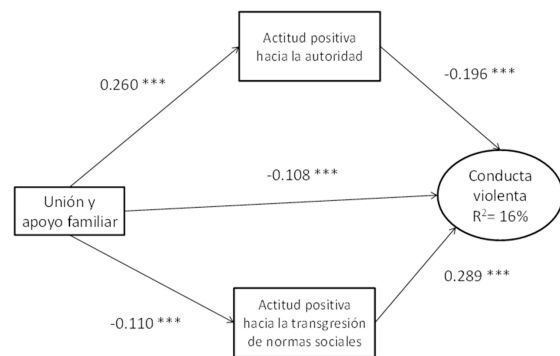 Actitud positiva
hacia la autoridad
0.260 ***
-0.196 ***
-0.108 ***
Unión y
apoyo familiar
Conducta
violenta
R²= 16%
-0.110 ***
0.289 ***
Actitud positiva
hacia la transgresión
de normas sociales